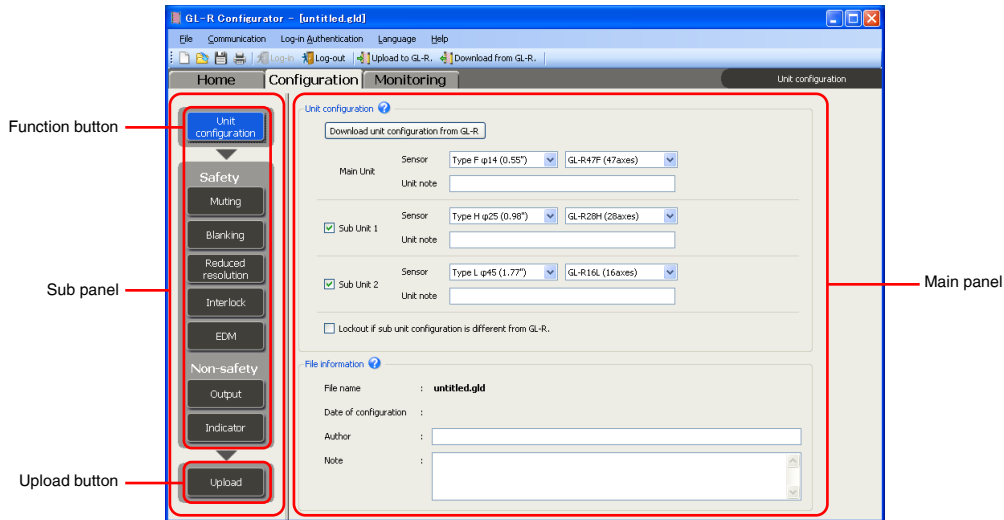 GL-R Configurator - [untitled.gld]
File Communication Log-in Authentication Language Help
Log-in Log-out Upload to GL-R. Download from GL-R.
Home Configuration Monitoring Unit configuration
Function button
Unit
configuration
Safety
Muting
Blanking
Reduced
resolution
Sub panel
Interlock
EDM
Non-safety
Output
Indicator
Upload button
Upload
Unit configuration ?
Download unit configuration from GL-R
Main Unit
Sensor Type F φ14 (0.55") GL-R47F (47axes)
Unit note
Sub Unit 1
Sensor Type H φ25 (0.98") GL-R28H (28axes)
Unit note
Sub Unit 2
Sensor Type L φ45 (1.77") GL-R16L (16axes)
Unit note
Lockout if sub unit configuration is different from GL-R.
File information ?
File name : untitled.gld
Date of configuration :
Author :
Note :
Main panel